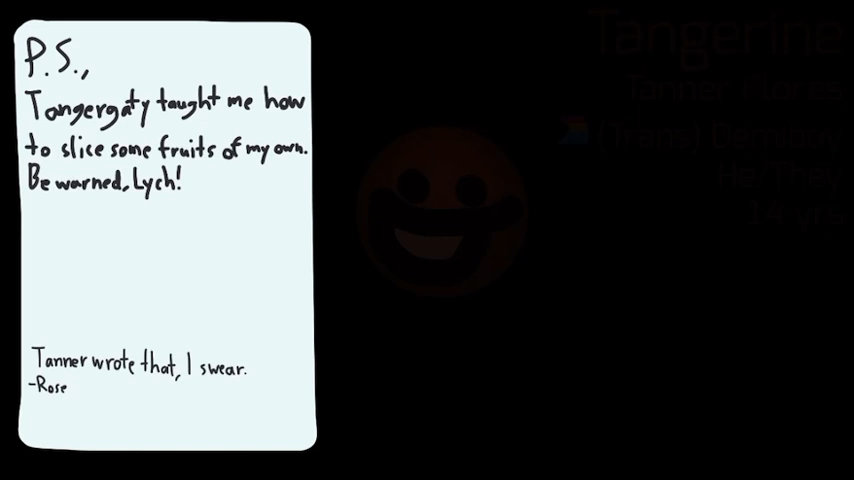 P.S.,
Tangergaty taught me how
to slice some fruits of my own.
Be warned, Lych!
Tanner wrote that, I swear.
-Rose
Tangerine
Tanner Flores
(Trans) Demiboy
He/They
14 yrs